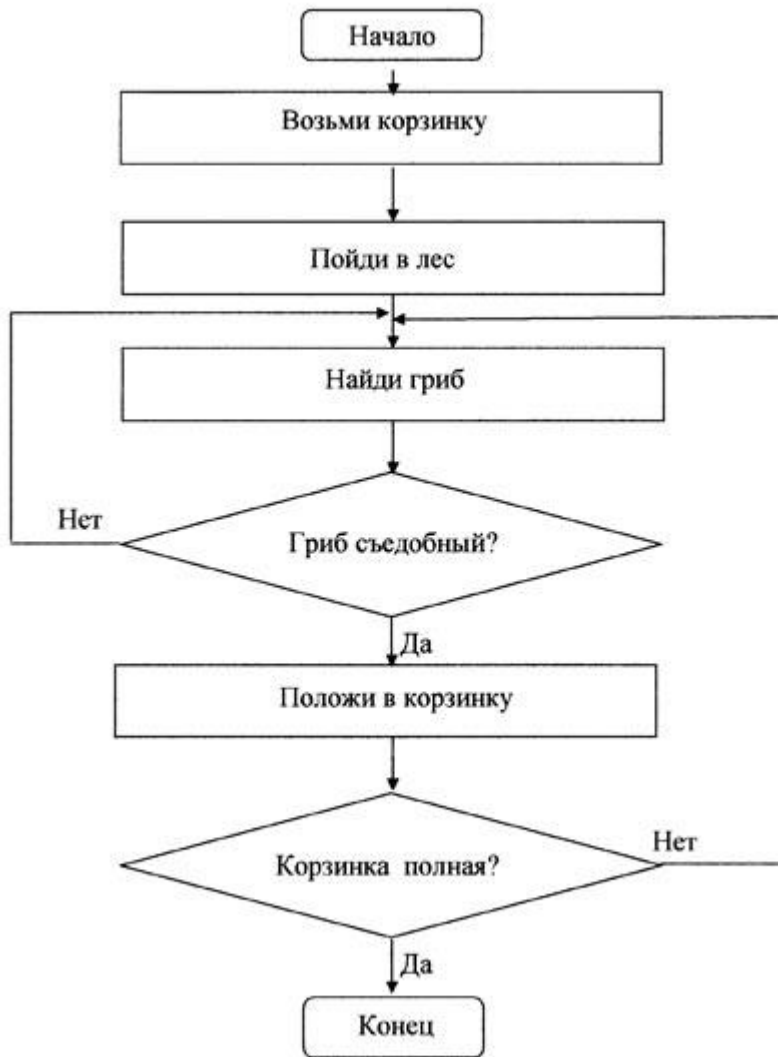 Начало
Возьми корзинку
Пойди в лес
Найди гриб
Нет
Гриб съедобный?
Да
Положи в корзинку
Нет
Корзинка полная?
Да
Конец